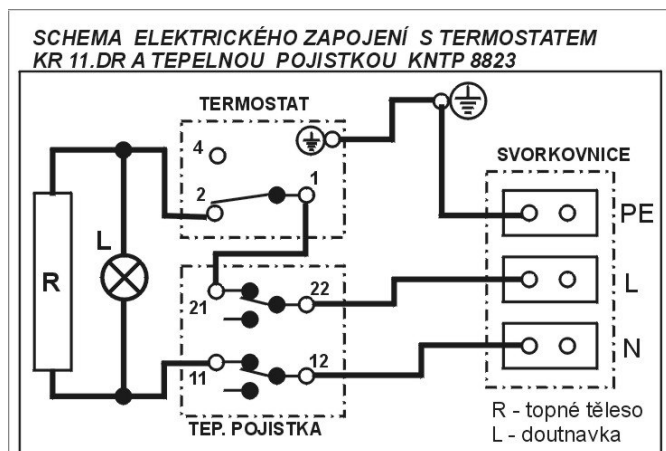 SCHEMA ELEKTRICKÉHO ZAPOJENÍ S TERMOSTATEM
KR 11.DR A TEPELNOU POJISTKOU KNTP 8823
TERMOSTAT
4
1
2
SVORKOVNICE
PE
L
R
21
22
L
11
12
N
TEP. POJISTKA
R - topné těleso
L - doutnavka